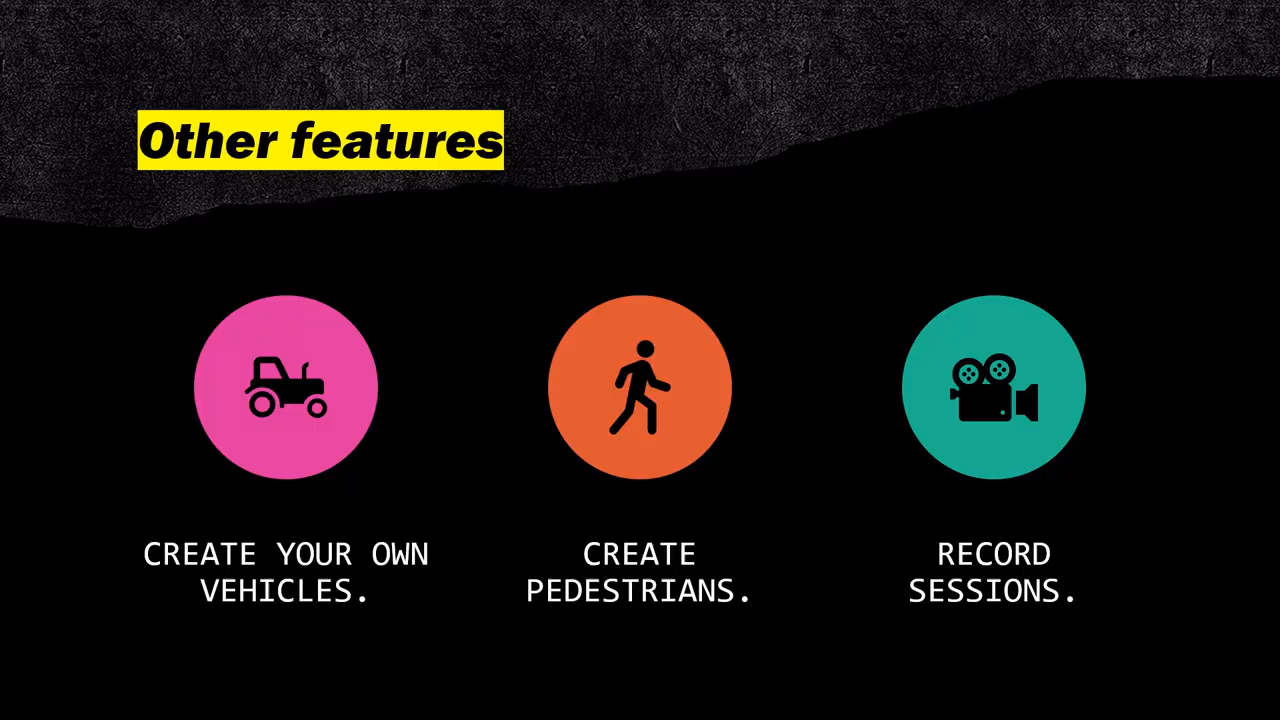 Other features
CREATE YOUR OWN
VEHICLES.
CREATE
PEDESTRIANS.
RECORD
SESSIONS.